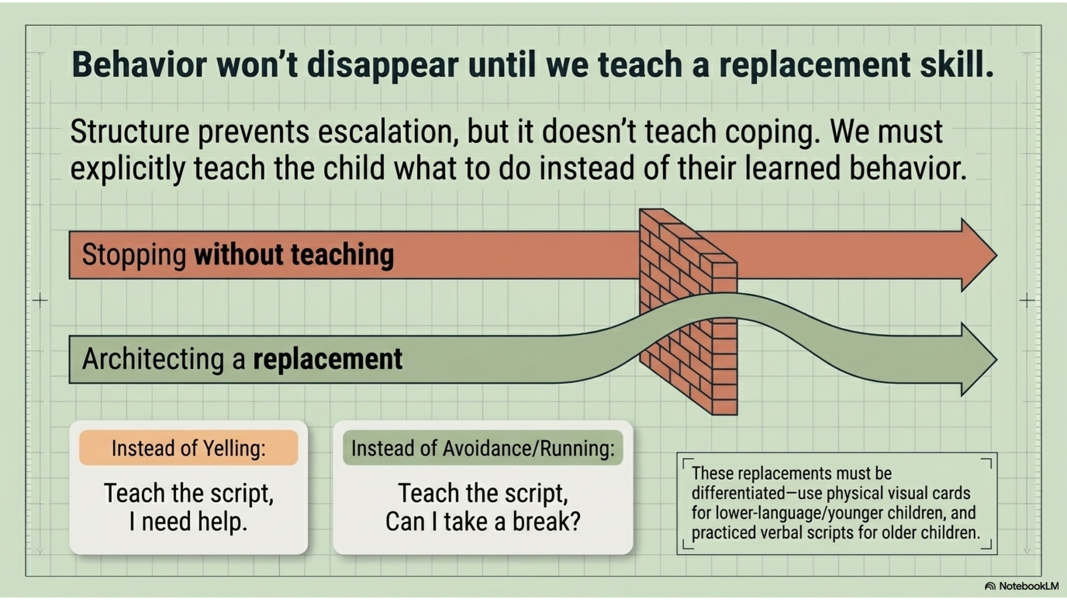 Behavior won’t disappear until we teach a replacement skill.
Structure prevents escalation, but it doesn’t teach coping. We must
explicitly teach the child what to do instead of their learned behavior.
Stopping without teaching
Architecting a replacement
Instead of Yelling:
Teach the script,
I need help.
Instead of Avoidance/Running:
Teach the script,
Can I take a break?
These replacements must be
differentiated—use physical visual cards
for lower-language/younger children, and
practiced verbal scripts for older children.
NotebookLM